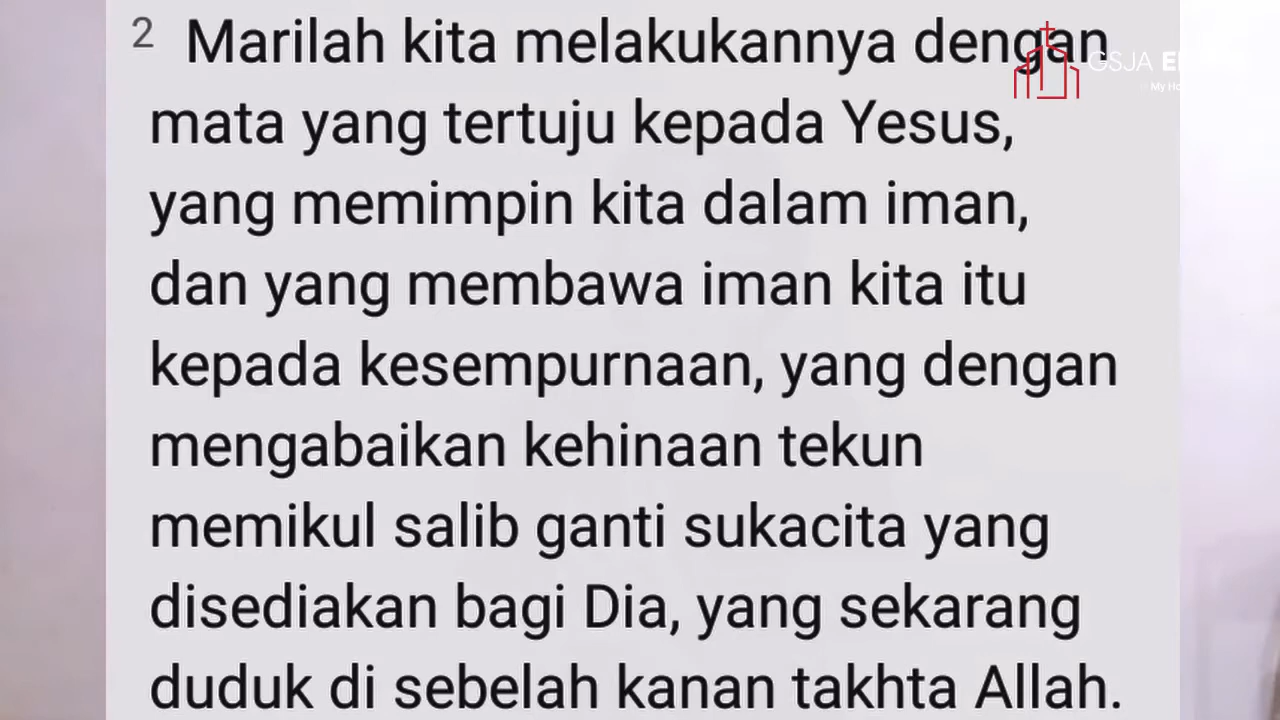 2 Marilah kita melakukannya dengan
mata yang tertuju kepada Yesus,
yang memimpin kita dalam iman,
dan yang membawa iman kita itu
kepada kesempurnaan, yang dengan
mengabaikan kehinaan tekun
memikul salib ganti sukacita yang
disediakan bagi Dia, yang sekarang
duduk di sebelah kanan takhta Allah.
GSJA
My